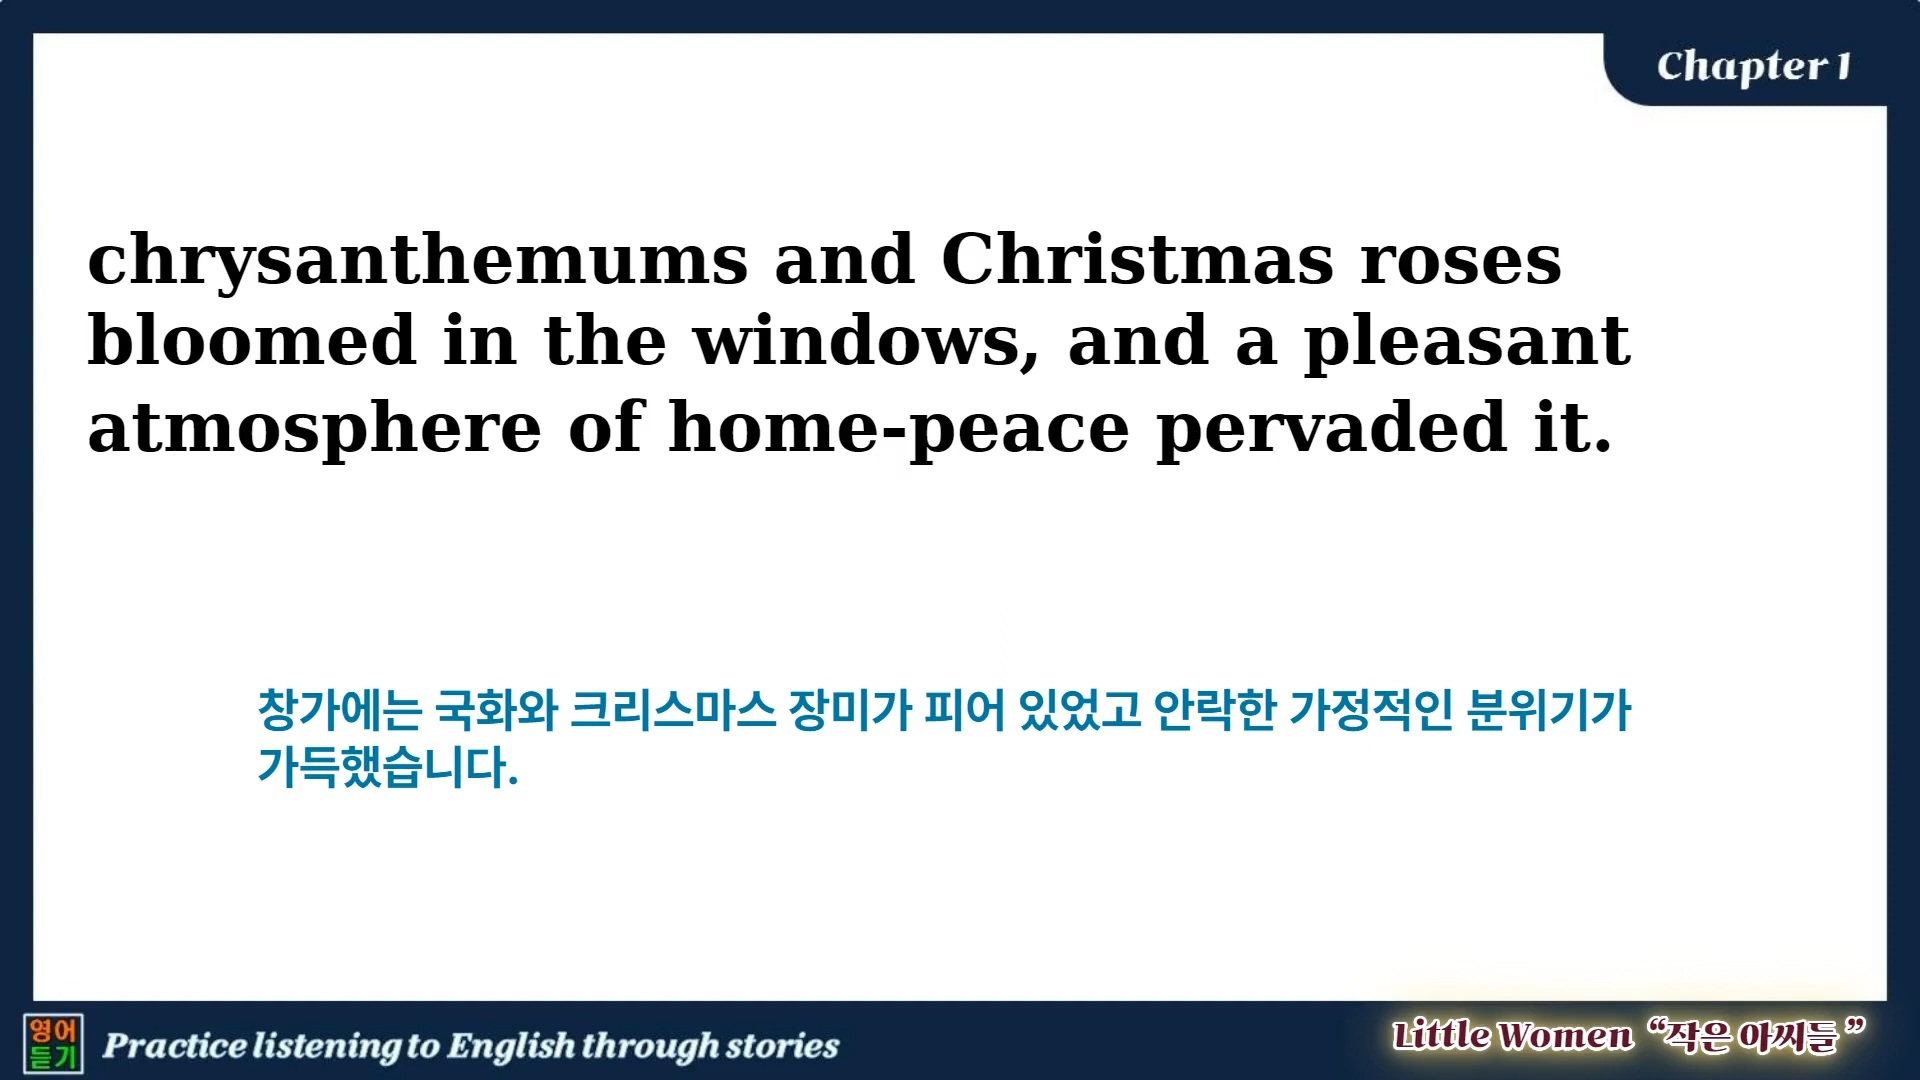 Chapter 1
chrysanthemums and Christmas roses
bloomed in the windows, and a pleasant
atmosphere of home-peace pervaded it.
창가에는 국화와 크리스마스 장미가 피어 있었고 안락한 가정적인 분위기가
가득했습니다.
영어
듣기
Practice listening to English through stories
Little Women “작은 아씨들”